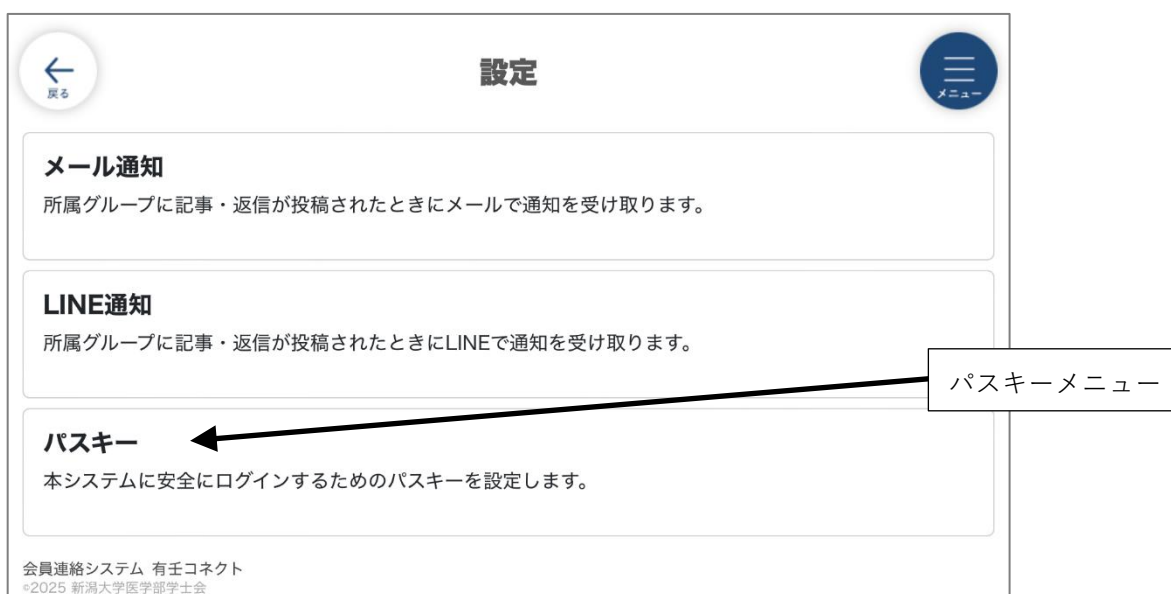 戻る
設定
メニュー
メール通知
所属グループに記事・返信が投稿されたときにメールで通知を受け取ります。
LINE通知
所属グループに記事・返信が投稿されたときにLINEで通知を受け取ります。
パスキーメニュー
パスキー
本システムに安全にログインするためのパスキーを設定します。
会員連絡システム 有壬コネクト
©2025 新潟大学医学部学士会